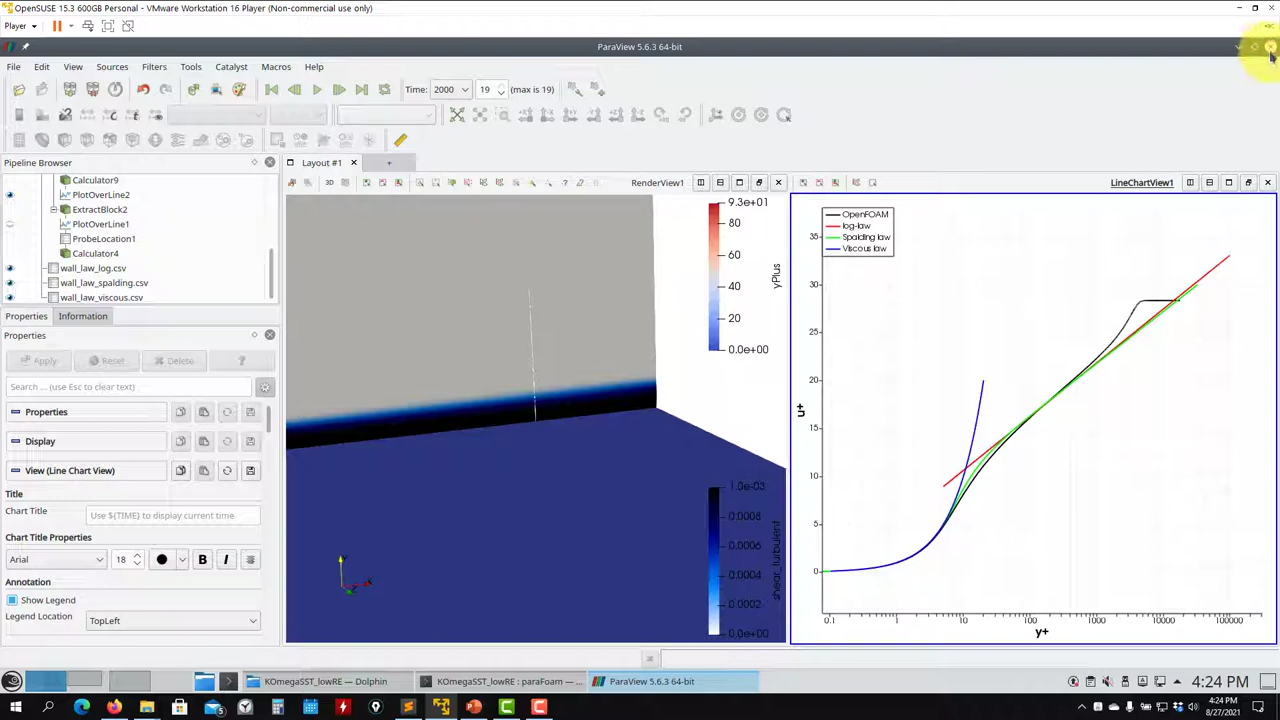 OpenSUSE 15.3 600GB Personal - VMware Workstation 16 Player (Non-commercial use only)
Player
ParaView 5.6.3 64-bit
File Edit View Sources Filters Tools Catalyst Macros Help
Time: 2000 19 (max is 19)
Pipeline Browser
Layout #1
+
Calculator9
PlotOverLine2
ExtractBlock2
PlotOverLine1
ProbeLocation1
Calculator4
wall_law_log.csv
wall_law_spalding.csv
wall_law_viscous.csv
Properties Information
Properties
Apply Reset Delete ?
Search ... (use Esc to clear text)
Properties
Display
View (Line Chart View)
Title
Chart Title Use ${TIME} to display current time
Chart Title Properties
Arial 18 B I
Annotation
Show Legend
Legend Location TopLeft
3D
RenderView1
9.3e+01
80
60
40
20
0.0e+00
yPlus
1.0e-03
0.0008
0.0006
0.0004
0.0002
0.0e+00
shear_turbulent
LineChartView1
OpenFOAM
log-law
Spalding law
Viscous law
35
30
25
20
15
10
5
0
u+
0.1 1 10 100 1000 10000 100000
y+
KOmegaSST_lowRE — Dolphin
KOmegaSST_lowRE : paraFoam — ...
ParaView 5.6.3 64-bit
4:24 PM
4:24 PM
8/27/2021